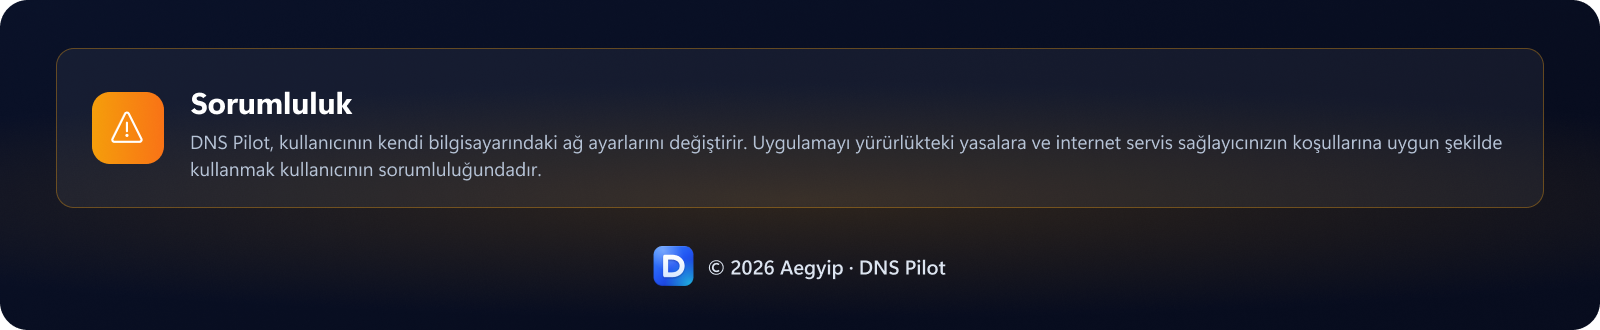 Sorumluluk
DNS Pilot, kullanıcının kendi bilgisayarındaki ağ ayarlarını değiştirir. Uygulamayı yürürlükteki yasalara ve internet servis sağlayıcınızın koşullarına uygun şekilde
kullanmak kullanıcının sorumluluğundadır.
D © 2026 Aegyip · DNS Pilot